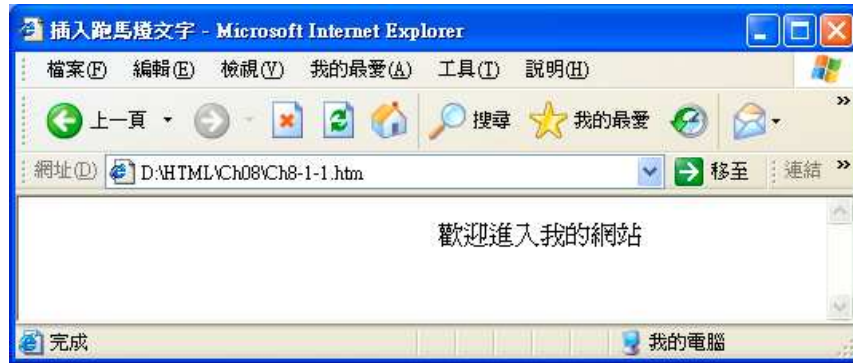 插入跑馬燈文字 - Microsoft Internet Explorer
檔案(F) 編輯(E) 檢視(V) 我的最愛(A) 工具(T) 說明(H)
上一頁 搜尋 我的最愛 »
網址(D) D:\HTML\Ch08\Ch8-1-1.htm 移至 連結 »
歡迎進入我的網站
完成 我的電腦